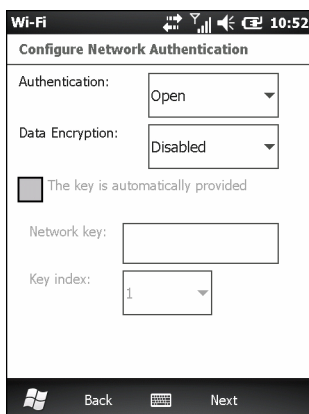 Wi-Fi 10:52
Configure Network Authentication
Authentication: Open
Data Encryption: Disabled
The key is automatically provided
Network key:
Key index: 1
Back Next